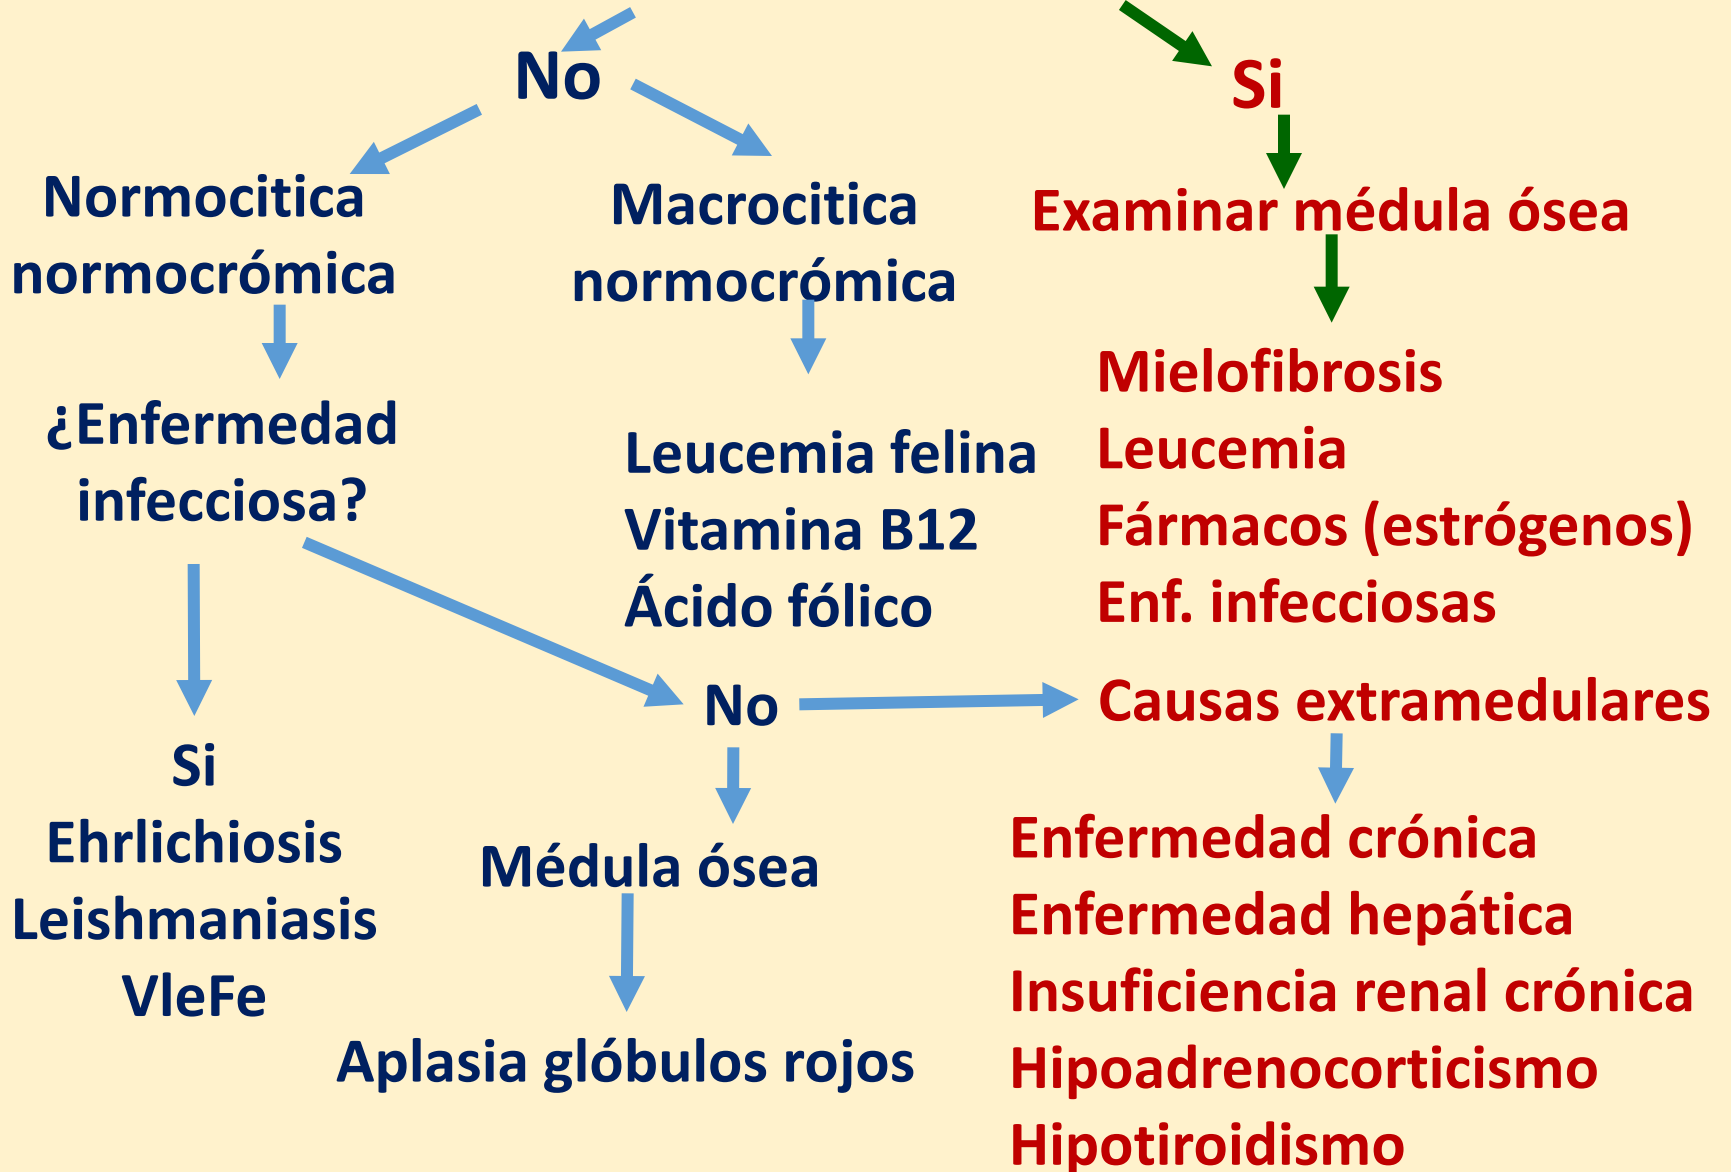 No
Si
Normocitica
normocrómica
Macrocitica
normocrómica
Examinar médula ósea
¿Enfermedad
infecciosa?
Leucemia felina
Vitamina B12
Ácido fólico
Mielofibrosis
Leucemia
Fármacos (estrógenos)
Enf. infecciosas
No
Causas extramedulares
Si
Ehrlichiosis
Leishmaniasis
VleFe
Médula ósea
Aplasia glóbulos rojos
Enfermedad crónica
Enfermedad hepática
Insuficiencia renal crónica
Hipoadrenocorticismo
Hipotiroidismo